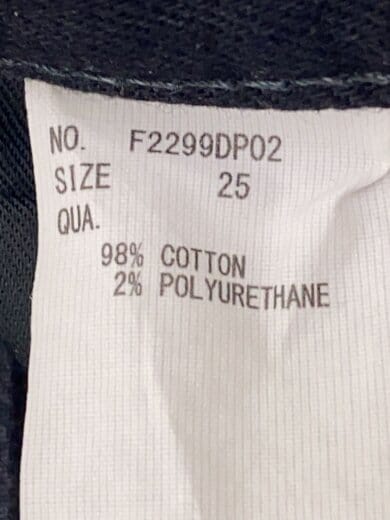 NO. F2299DP02
SIZE 25
QUA.
98% COTTON
2% POLYURETHANE